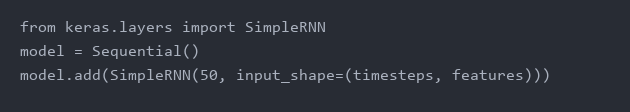 from keras.layers import SimpleRNN
model = Sequential()
model.add(SimpleRNN(50, input_shape=(timesteps, features)))